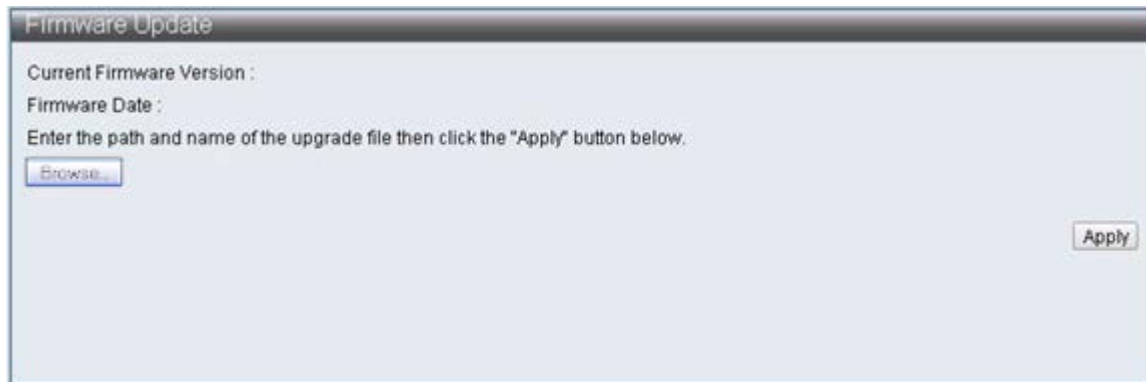 Firmware Update
Current Firmware Version :
Firmware Date :
Enter the path and name of the upgrade file then click the "Apply" button below.
Browse...
Apply